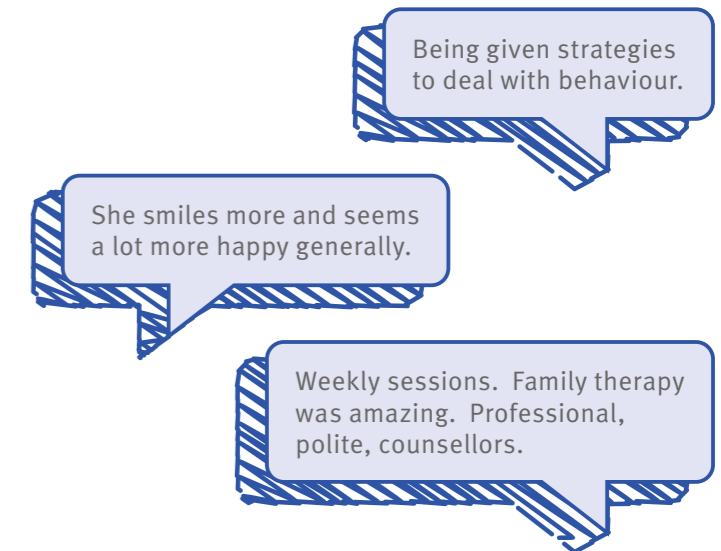 Being given strategies
to deal with behaviour.
She smiles more and seems
a lot more happy generally.
Weekly sessions.  Family therapy
was amazing.  Professional,
polite, counsellors.